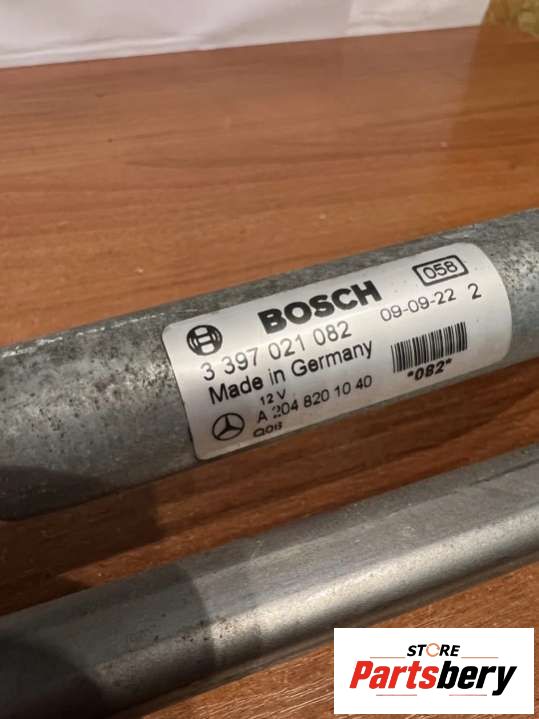 BOSCH
058
3 397 021 082
09-09-22 2
Made in Germany
12 V
A 204 820 10 40
*082*
STORE
Partsbery